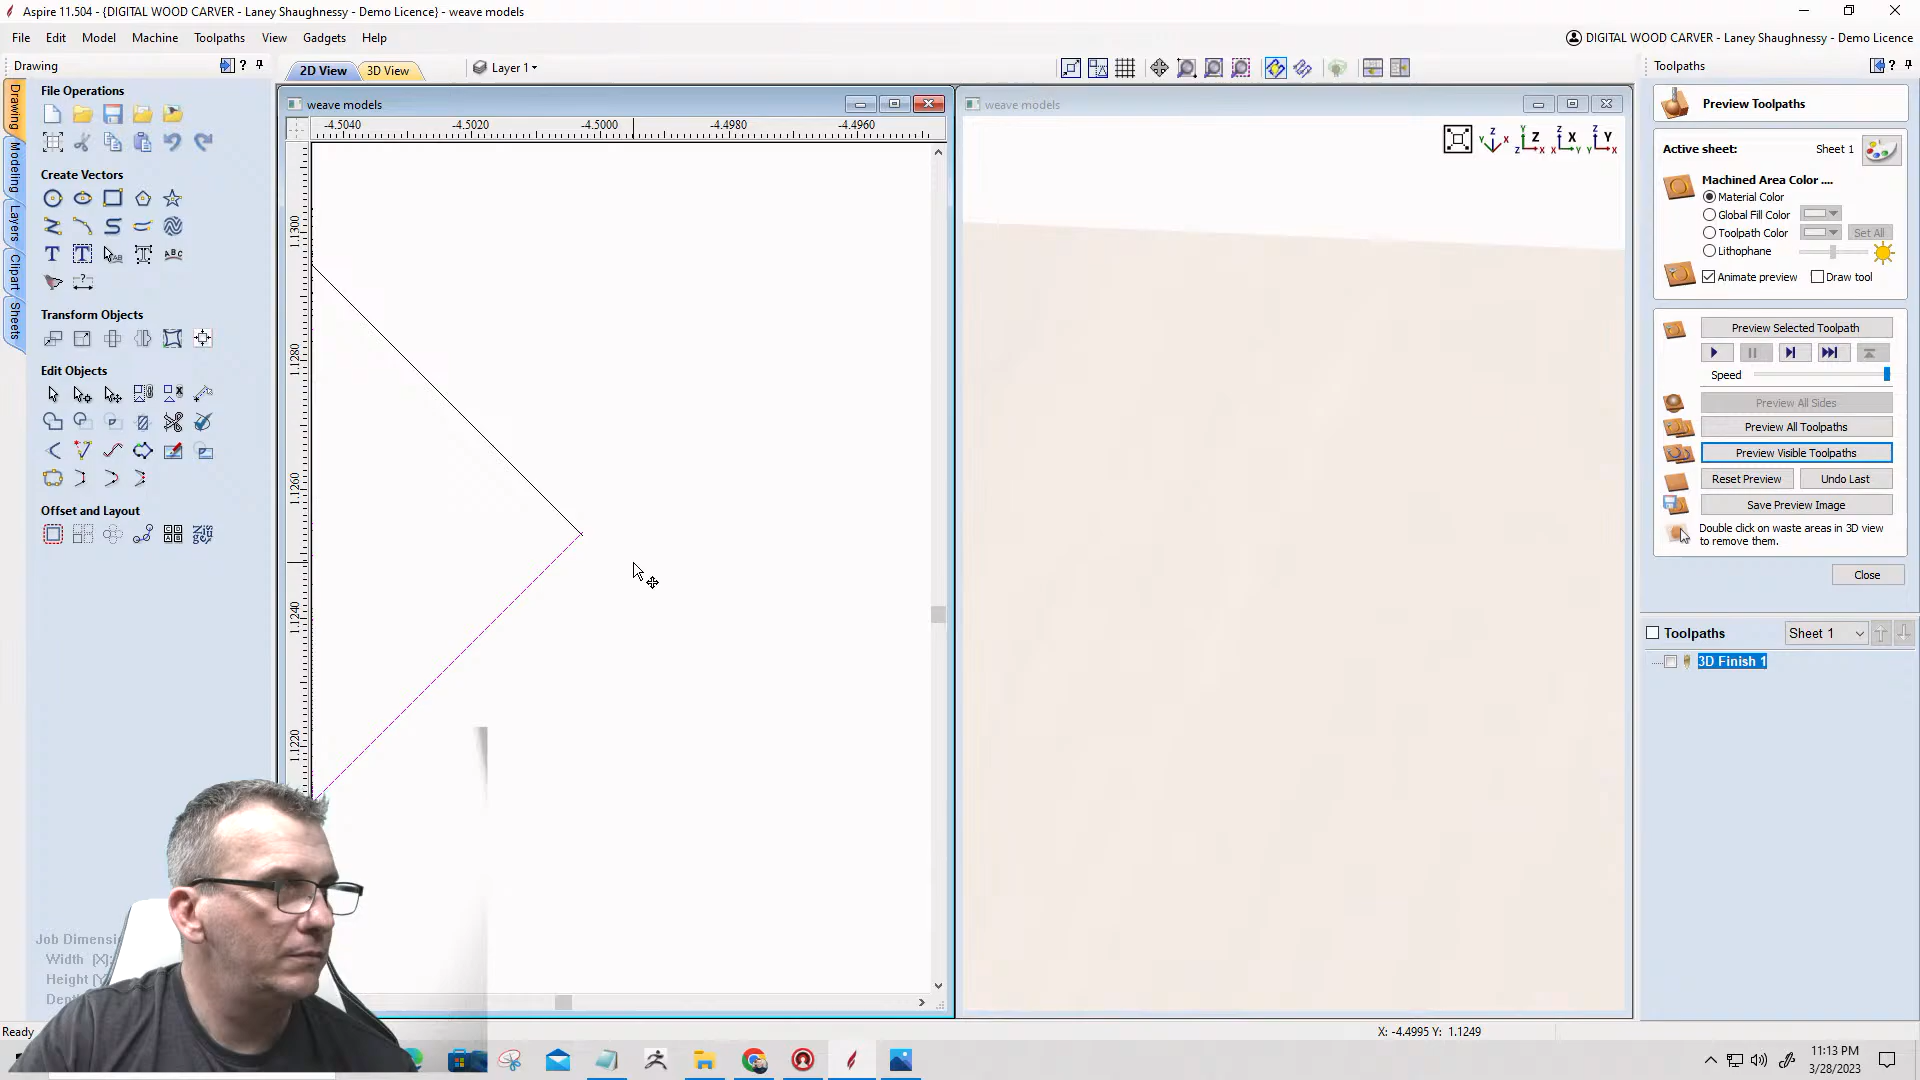 Aspire 11.504 - {DIGITAL WOOD CARVER - Laney Shaughnessy - Demo Licence} - weave models
File Edit Model Machine Toolpaths View Gadgets Help
DIGITAL WOOD CARVER - Laney Shaughnessy - Demo Licence
Drawing
2D View
3D View
Layer 1
Toolpaths
Drawing
Modeling
Layers
Clipart
Sheets
File Operations
Create Vectors
Transform Objects
Edit Objects
Offset and Layout
Job Dimensi
Width [X]:
Height [Y]
Dept
Ready
weave models
-4.5040 -4.5020 -4.5000 -4.4980 -4.4960
1.1300
1.1280
1.1260
1.1240
1.1220
weave models
Preview Toolpaths
Active sheet: Sheet 1
Machined Area Color ....
Material Color
Global Fill Color
Toolpath Color
Set All
Lithophane
Animate preview
Draw tool
Preview Selected Toolpath
Speed
Preview All Sides
Preview All Toolpaths
Preview Visible Toolpaths
Reset Preview
Undo Last
Save Preview Image
Double click on waste areas in 3D view
to remove them.
Close
Toolpaths
Sheet 1
3D Finish 1
X: -4.4995 Y: 1.1249
11:13 PM
3/28/2023